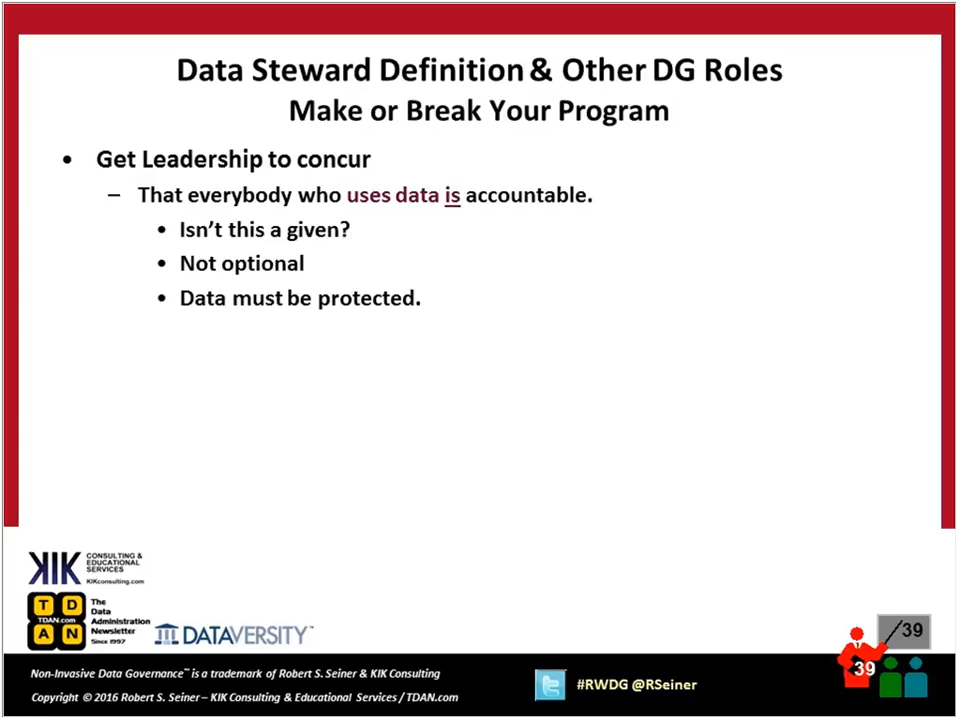 Data Steward Definition & Other DG Roles
Make or Break Your Program
• Get Leadership to concur
– That everybody who uses data is accountable.
• Isn't this a given?
• Not optional
• Data must be protected.
KIK
CONSULTING &
EDUCATIONAL
SERVICES
KIKconsulting.com
T D
TDAN.com
A N
The
Data
Administration
Newsletter
Since 1997
DATAVERSITY™
39
39
Non-Invasive Data Governance™ is a trademark of Robert S. Seiner & KIK Consulting
Copyright © 2016 Robert S. Seiner – KIK Consulting & Educational Services / TDAN.com
#RWDG @RSeiner